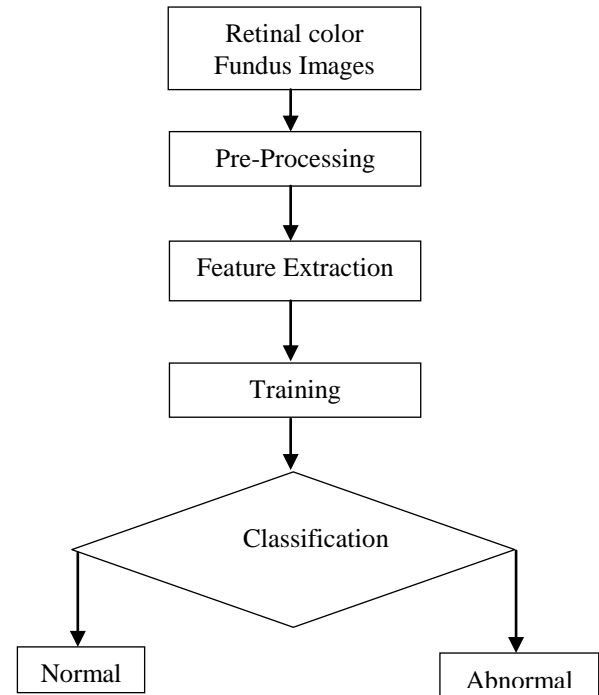 Retinal color
Fundus Images
Pre-Processing
Feature Extraction
Training
Classification
Normal
Abnormal